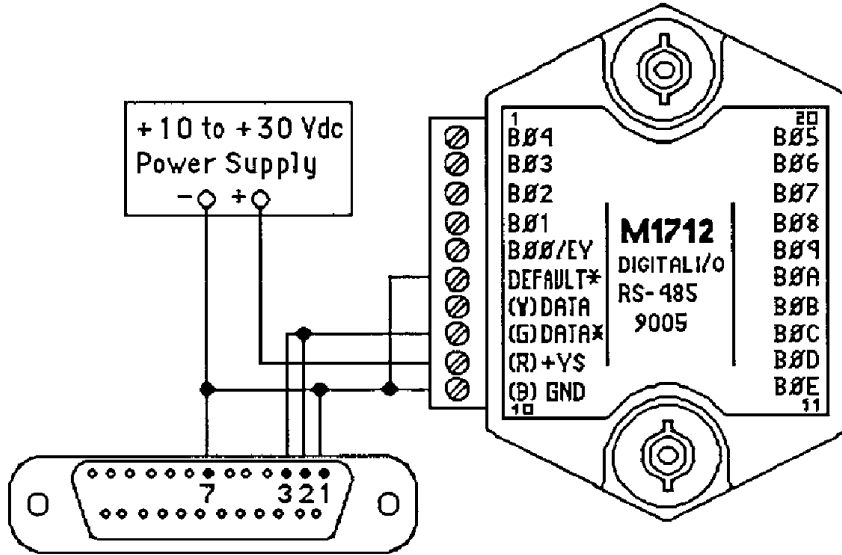 +10 to +30 Vdc
Power Supply
- +
1
BØ4
BØ3
BØ2
BØ1
BØØ/EY
DEFAULT*
(Y)DATA
(G)DATA*
(R)+YS
(B) GND
10
M1712
DIGITAL I/O
RS-485
9005
20
BØ5
BØ6
BØ7
BØ8
BØ9
BØA
BØB
BØC
BØD
BØE
11
7 3 2 1